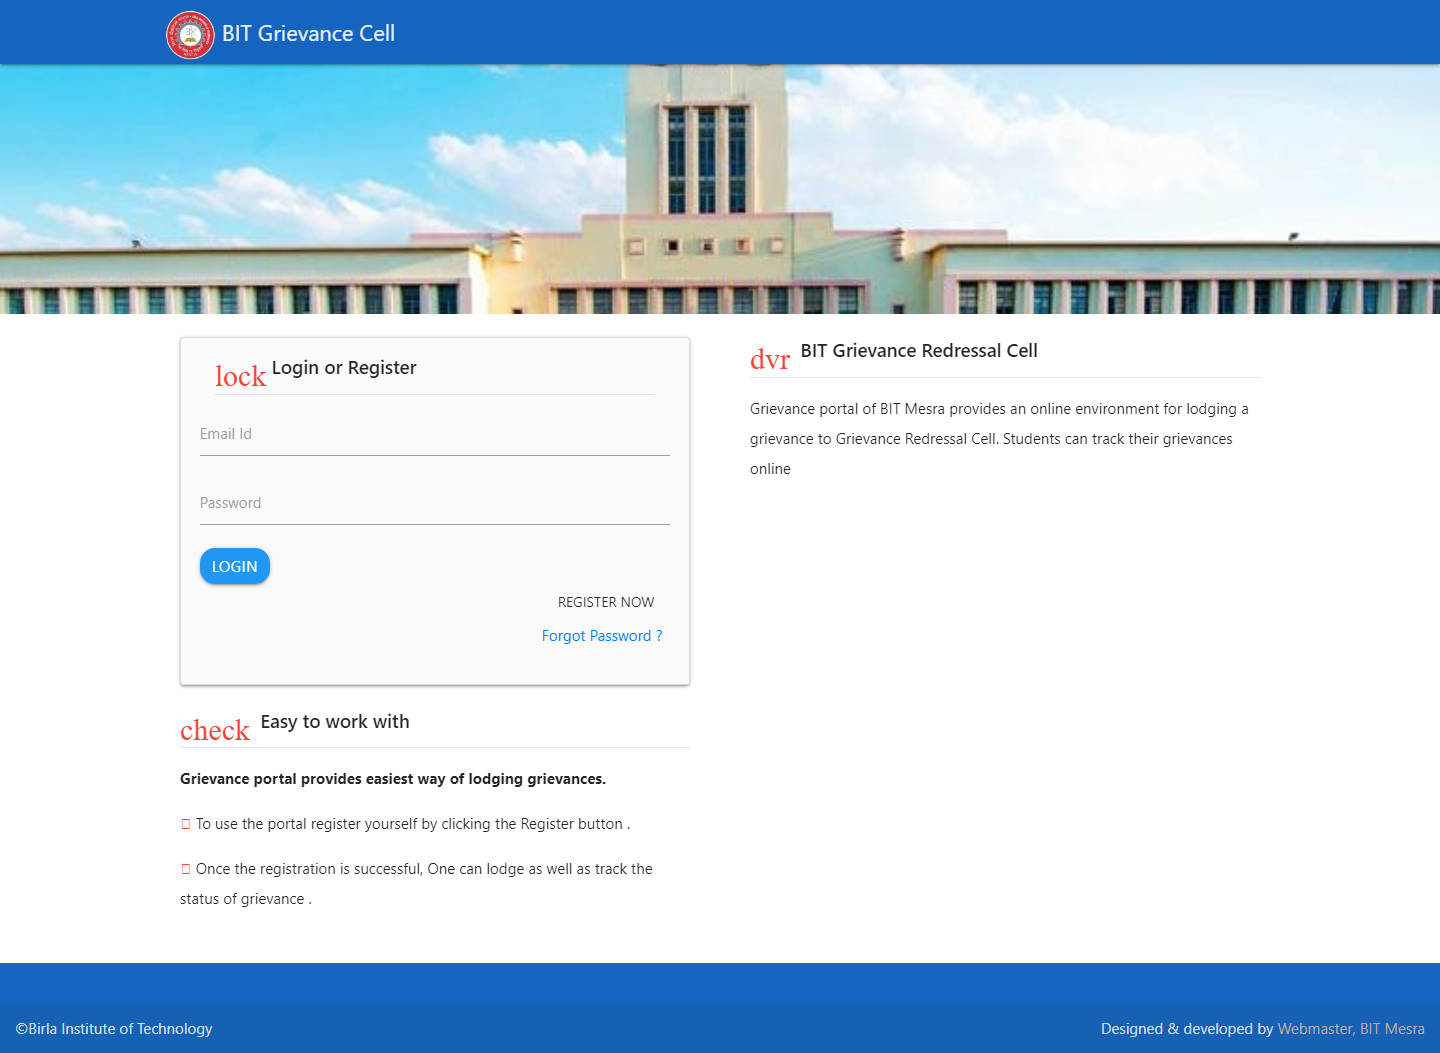 BIT Grievance Cell
lock Login or Register
Email Id
Password
LOGIN
REGISTER NOW
Forgot Password ?
check Easy to work with
Grievance portal provides easiest way of lodging grievances.
To use the portal register yourself by clicking the Register button .
Once the registration is successful, One can lodge as well as track the
status of grievance .
dvr BIT Grievance Redressal Cell
Grievance portal of BIT Mesra provides an online environment for lodging a
grievance to Grievance Redressal Cell. Students can track their grievances
online
©Birla Institute of Technology
Designed & developed by Webmaster, BIT Mesra